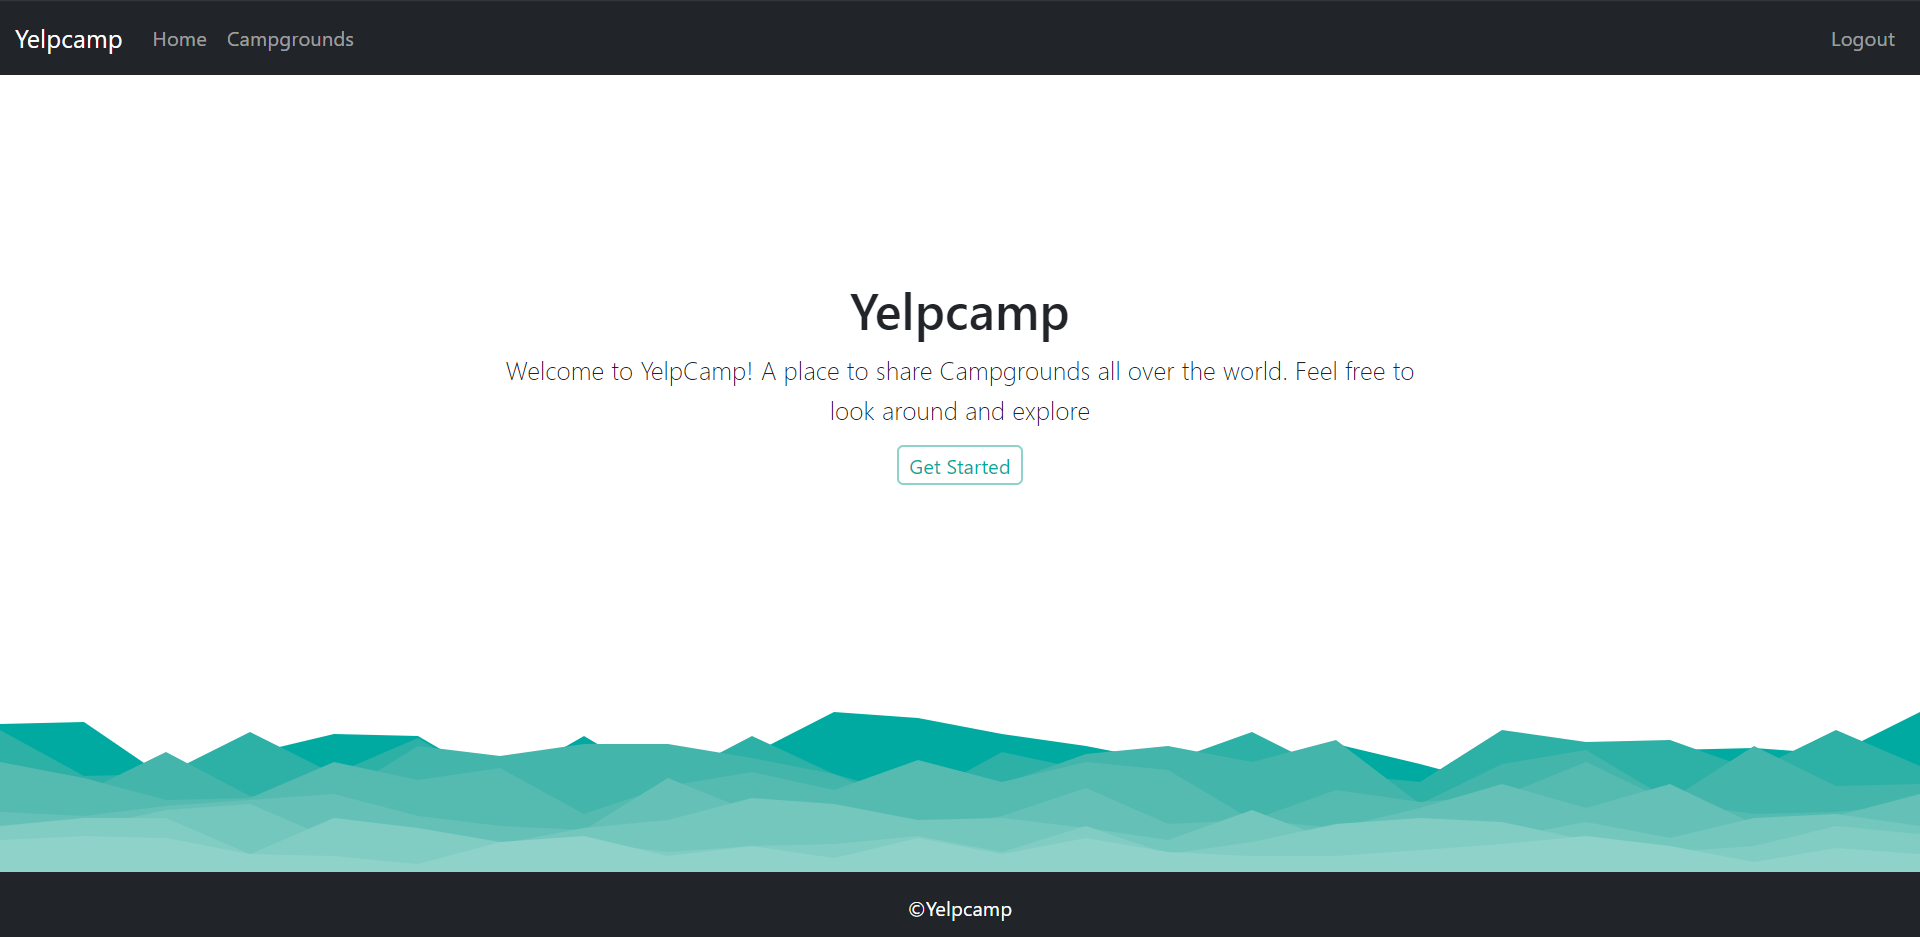 Yelpcamp Home Campgrounds Logout
Yelpcamp
Welcome to YelpCamp! A place to share Campgrounds all over the world. Feel free to
look around and explore
Get Started
©Yelpcamp